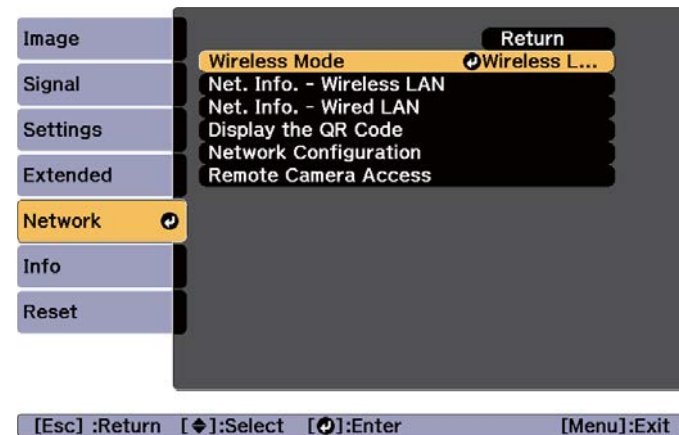 Image
Signal
Settings
Extended
Network
Info
Reset
Return
Wireless Mode Wireless L...
Net. Info. - Wireless LAN
Net. Info. - Wired LAN
Display the QR Code
Network Configuration
Remote Camera Access
[Esc] :Return [◆]:Select [↵]:Enter [Menu]:Exit